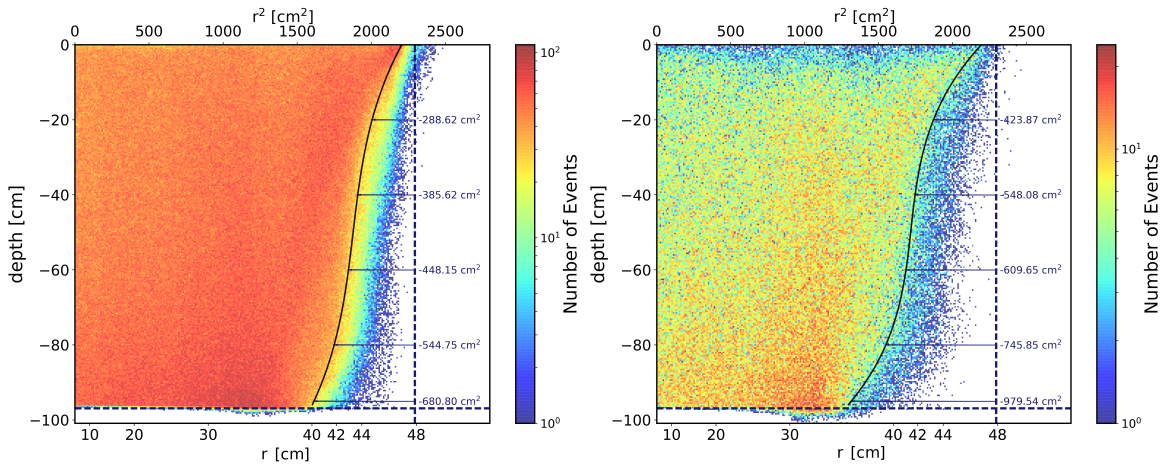 r² [cm²]
0 500 1000 1500 2000 2500
0
−20
−40
−60
−80
−100
depth [cm]
-288.62 cm²
-385.62 cm²
-448.15 cm²
-544.75 cm²
-680.80 cm²
10 20 30 40 42 44 48
r [cm]
10²
10¹
10⁰
Number of Events
r² [cm²]
0 500 1000 1500 2000 2500
0
−20
−40
−60
−80
−100
depth [cm]
-423.87 cm²
-548.08 cm²
-609.65 cm²
-745.85 cm²
-979.54 cm²
10 20 30 40 42 44 48
r [cm]
10¹
10⁰
Number of Events